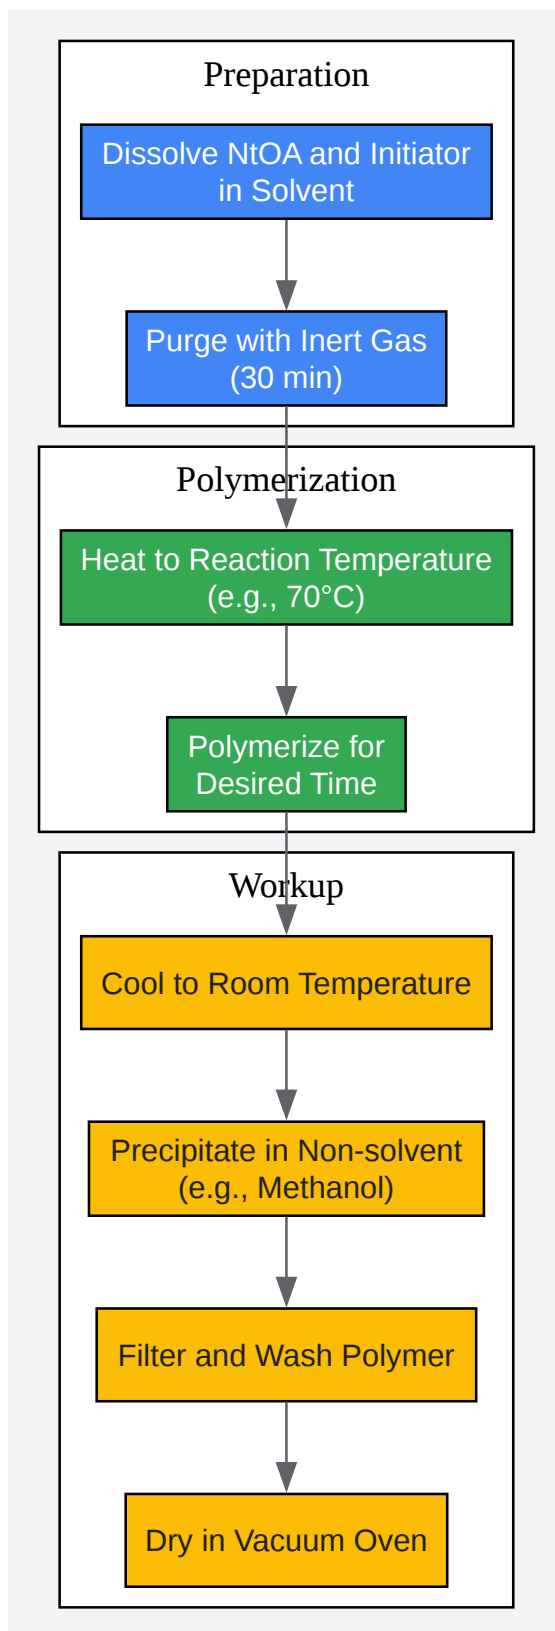 Preparation
Dissolve NtOA and Initiator
in Solvent
Purge with Inert Gas
(30 min)
Polymerization
Heat to Reaction Temperature
(e.g., 70°C)
Polymerize for
Desired Time
Workup
Cool to Room Temperature
Precipitate in Non-solvent
(e.g., Methanol)
Filter and Wash Polymer
Dry in Vacuum Oven